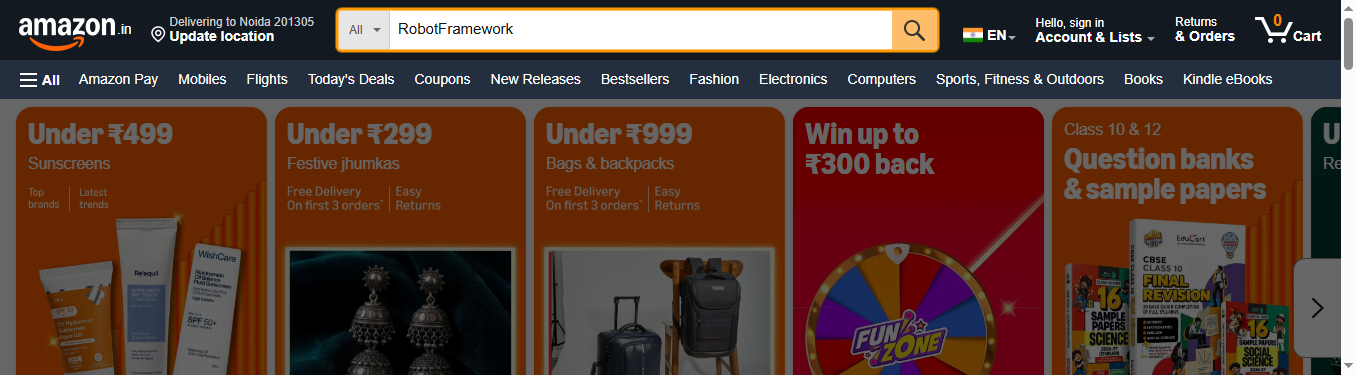 amazon.in
Delivering to Noida 201305
Update location
All
RobotFramework
EN
Hello, sign in
Account & Lists
Returns
& Orders
0
Cart
All
Amazon Pay
Mobiles
Flights
Today's Deals
Coupons
New Releases
Bestsellers
Fashion
Electronics
Computers
Sports, Fitness & Outdoors
Books
Kindle eBooks
Under ₹499
Sunscreens
Top
brands
Latest
trends
WishCare
Re'equil
SPF 50+
Under ₹299
Festive jhumkas
Free Delivery
On first 3 orders*
Easy
Returns
Under ₹999
Bags & backpacks
Free Delivery
On first 3 orders*
Easy
Returns
Win up to
₹300 back
FUN
ZONE
Class 10 & 12
Question banks
& sample papers
EduCart
CBSE
CLASS 10
FINAL
REVISION
16
SAMPLE
PAPERS
SCIENCE
16
SAMPLE PAPERS
SOCIAL
SCIENCE
U
Re